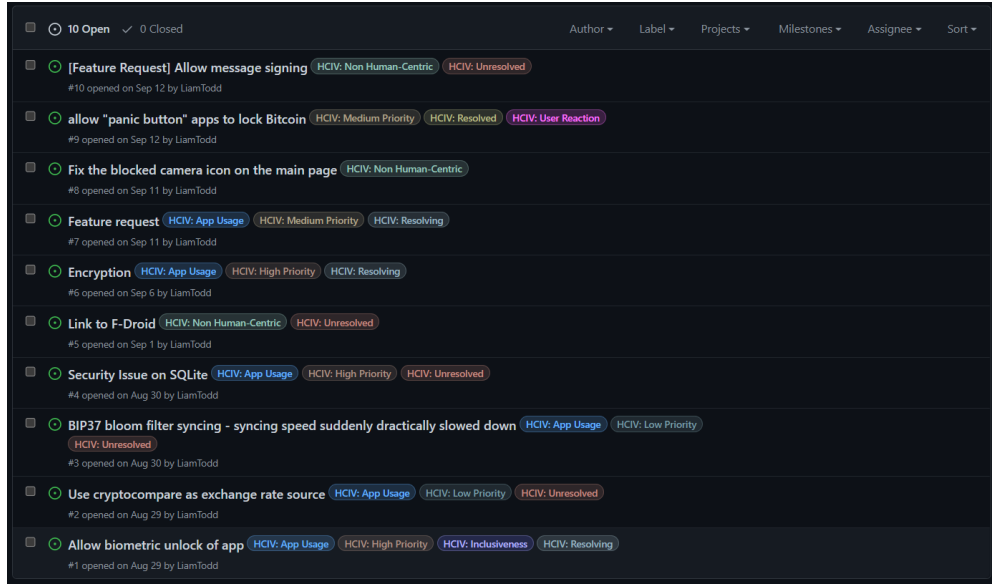 10 Open 0 Closed Author Label Projects Milestones Assignee Sort
[Feature Request] Allow message signing HCIV: Non Human-Centric HCIV: Unresolved
#10 opened on Sep 12 by LiamTodd
allow "panic button" apps to lock Bitcoin HCIV: Medium Priority HCIV: Resolved HCIV: User Reaction
#9 opened on Sep 12 by LiamTodd
Fix the blocked camera icon on the main page HCIV: Non Human-Centric
#8 opened on Sep 11 by LiamTodd
Feature request HCIV: App Usage HCIV: Medium Priority HCIV: Resolving
#7 opened on Sep 11 by LiamTodd
Encryption HCIV: App Usage HCIV: High Priority HCIV: Resolving
#6 opened on Sep 6 by LiamTodd
Link to F-Droid HCIV: Non Human-Centric HCIV: Unresolved
#5 opened on Sep 1 by LiamTodd
Security Issue on SQLite HCIV: App Usage HCIV: High Priority HCIV: Unresolved
#4 opened on Aug 30 by LiamTodd
BIP37 bloom filter syncing - syncing speed suddenly dractically slowed down HCIV: App Usage HCIV: Low Priority
HCIV: Unresolved
#3 opened on Aug 30 by LiamTodd
Use cryptocompare as exchange rate source HCIV: App Usage HCIV: Low Priority HCIV: Unresolved
#2 opened on Aug 29 by LiamTodd
Allow biometric unlock of app HCIV: App Usage HCIV: High Priority HCIV: Inclusiveness HCIV: Resolving
#1 opened on Aug 29 by LiamTodd